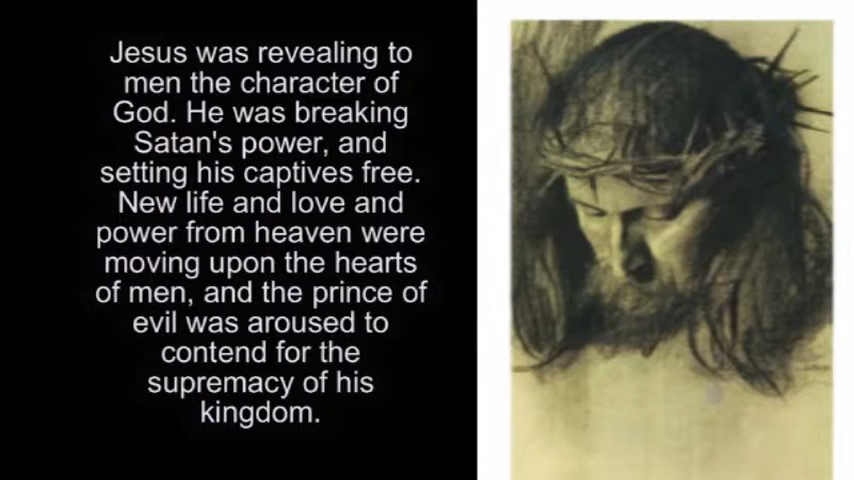 Jesus was revealing to
men the character of
God. He was breaking
Satan's power, and
setting his captives free.
New life and love and
power from heaven were
moving upon the hearts
of men, and the prince of
evil was aroused to
contend for the
supremacy of his
kingdom.